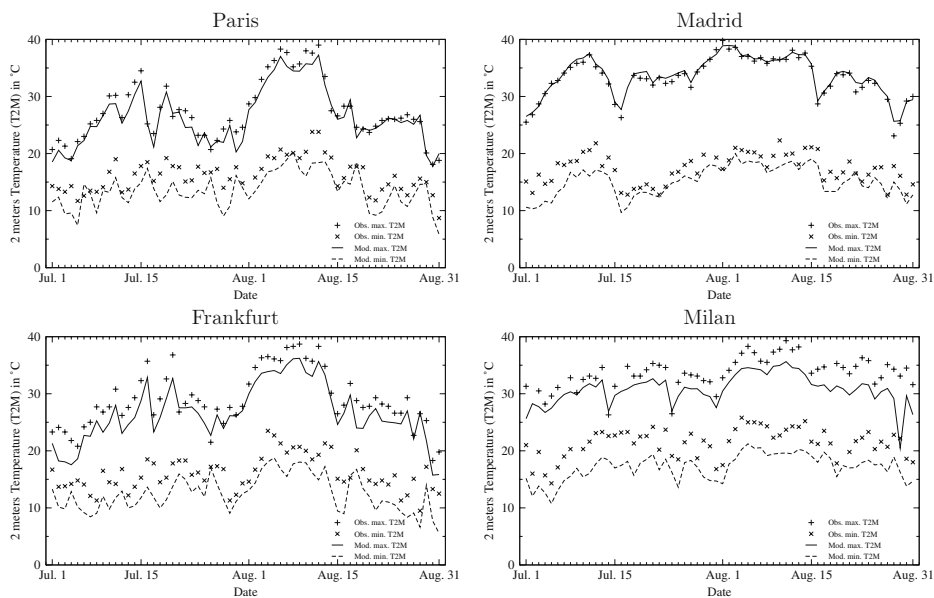 Paris
40
30
20
10
0
2 meters Temperature (T2M) in °C
Jul. 1
Jul. 15
Aug. 1
Aug. 15
Aug. 31
Date
Obs. max. T2M
Obs. min. T2M
Mod. max. T2M
Mod. min. T2M
Madrid
40
30
20
10
0
2 meters Temperature (T2M) in °C
Jul. 1
Jul. 15
Aug. 1
Aug. 15
Aug. 31
Date
Obs. max. T2M
Obs. min. T2M
Mod. max. T2M
Mod. min. T2M
Frankfurt
40
30
20
10
0
2 meters Temperature (T2M) in °C
Jul. 1
Jul. 15
Aug. 1
Aug. 15
Aug. 31
Date
Obs. max. T2M
Obs. min. T2M
Mod. max. T2M
Mod. min. T2M
Milan
40
30
20
10
0
2 meters Temperature (T2M) in °C
Jul. 1
Jul. 15
Aug. 1
Aug. 15
Aug. 31
Date
Obs. max. T2M
Obs. min. T2M
Mod. max. T2M
Mod. min. T2M